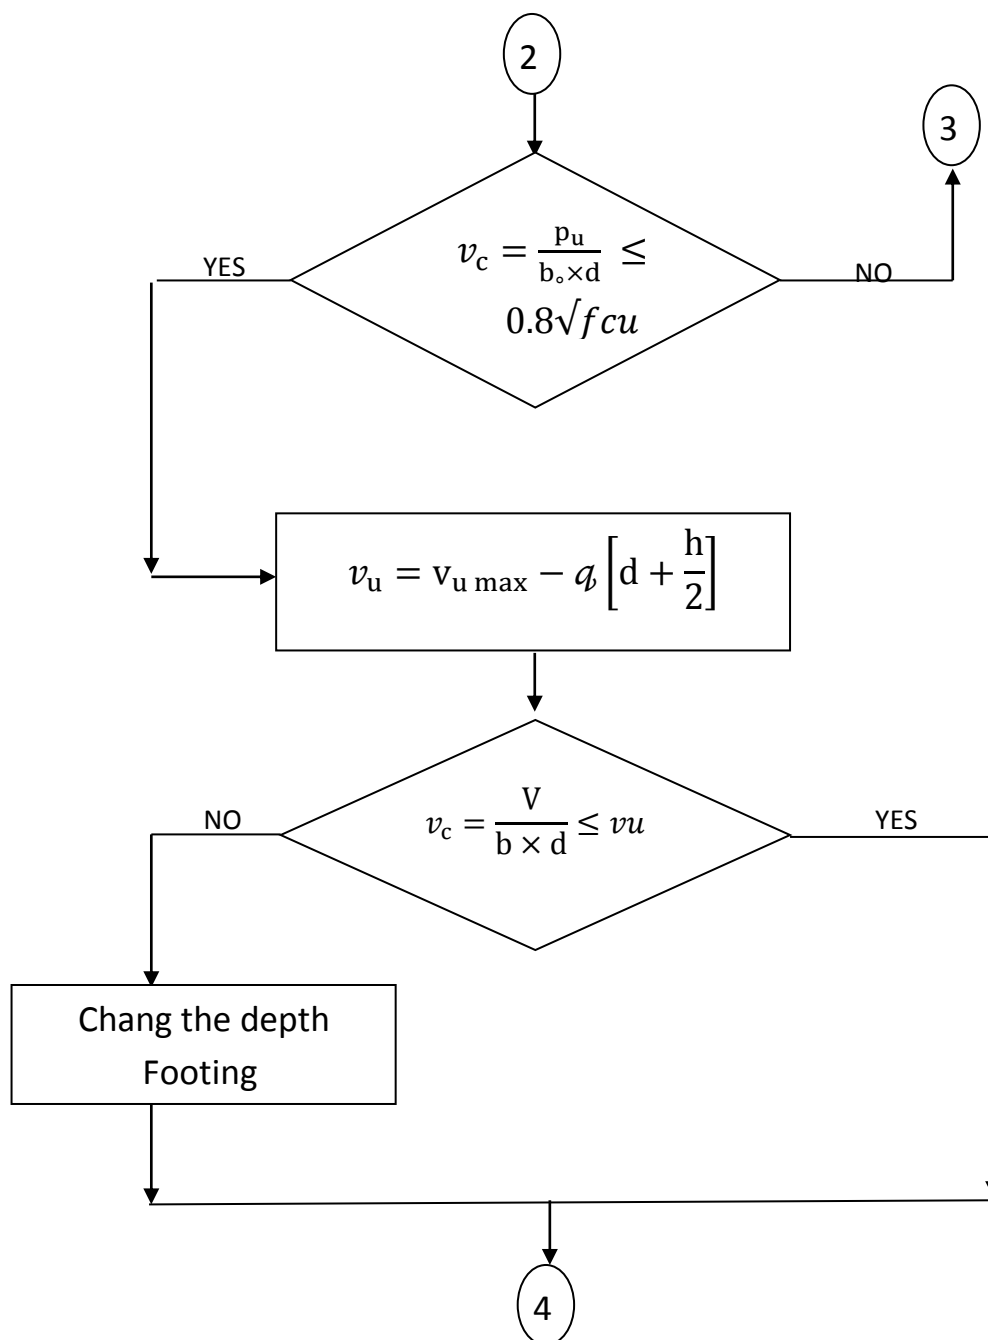 2
3
v_c = p_u / b_∘×d ≤
0.8√fcu
YES
NO
v_u = v_u max − q [d + h/2]
v_c = V / b × d ≤ vu
NO
YES
Chang the depth
Footing
4